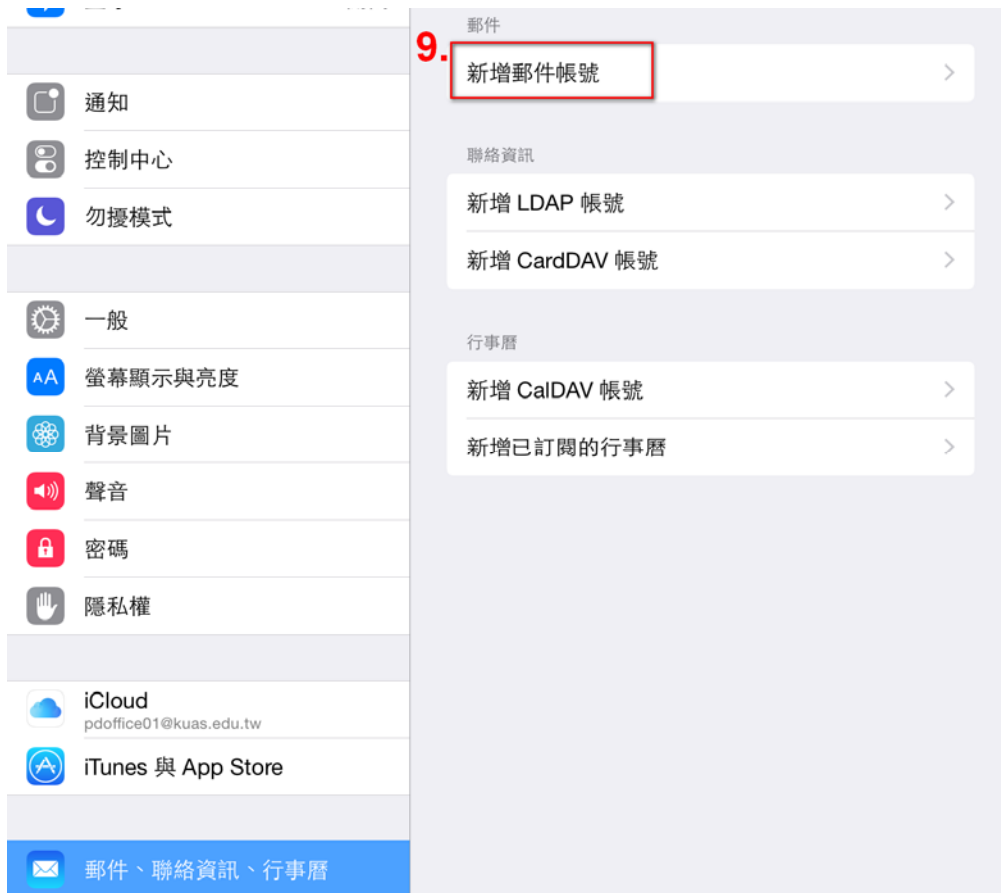 通知
控制中心
勿擾模式
一般
螢幕顯示與亮度
背景圖片
聲音
密碼
隱私權
iCloud
pdoffice01@kuas.edu.tw
iTunes 與 App Store
郵件、聯絡資訊、行事曆
郵件
9.
新增郵件帳號
聯絡資訊
新增 LDAP 帳號
新增 CardDAV 帳號
行事曆
新增 CalDAV 帳號
新增已訂閱的行事曆